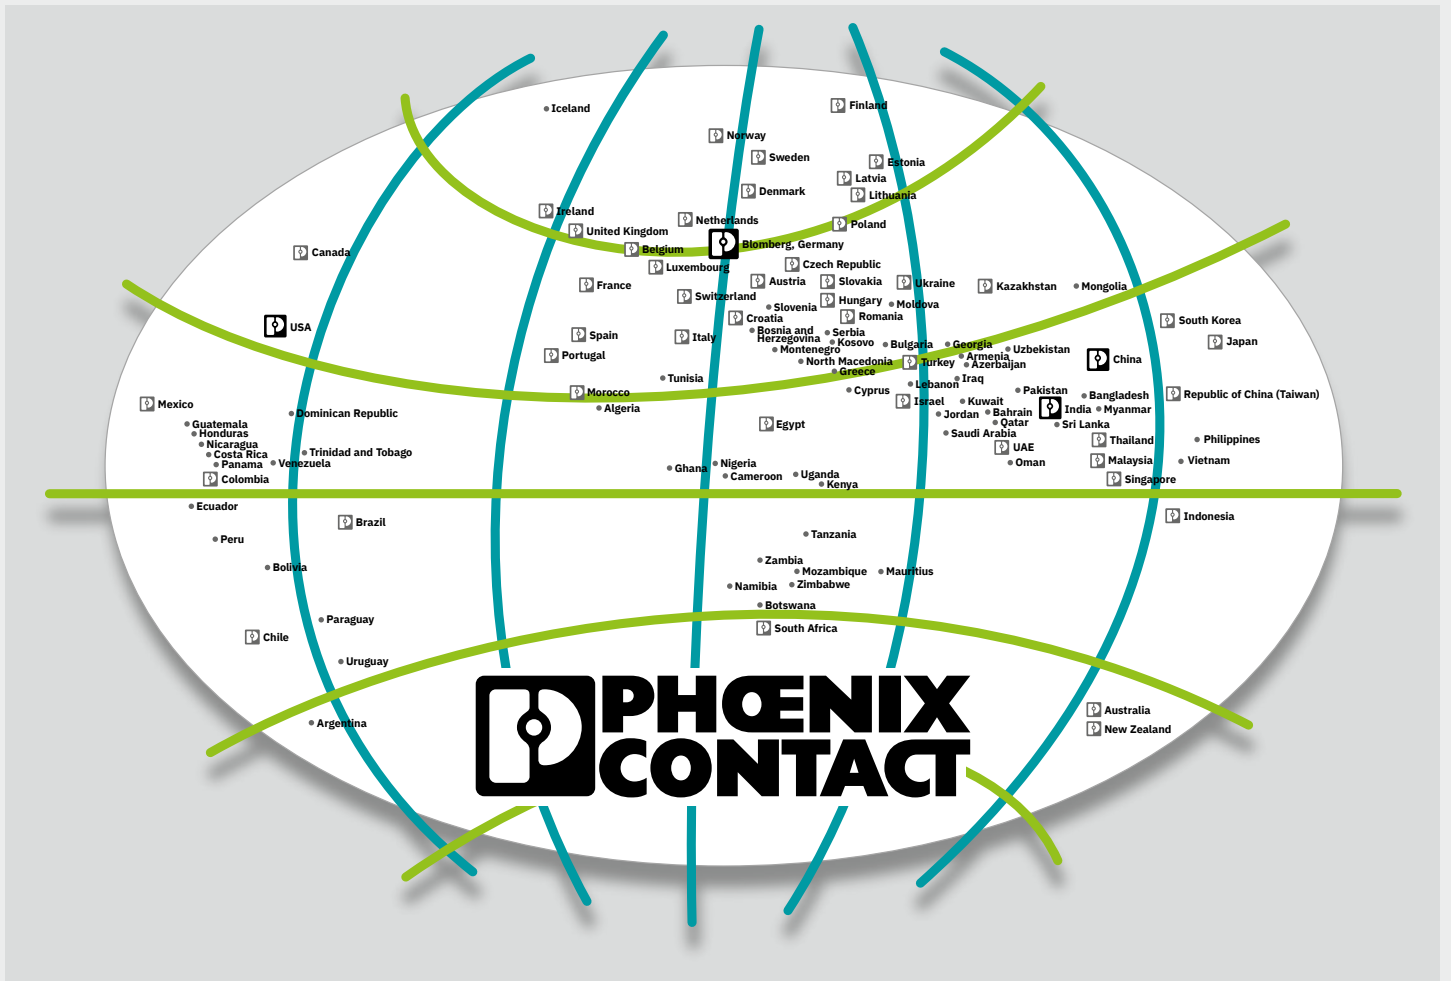 Iceland
Finland
Norway
Sweden
Estonia
Latvia
Denmark
Lithuania
Ireland
Netherlands
Poland
United Kingdom
Blomberg, Germany
Belgium
Canada
Czech Republic
Luxembourg
Austria
Slovakia
Ukraine
France
Kazakhstan
Mongolia
Switzerland
Hungary
Moldova
Slovenia
Romania
Croatia
South Korea
USA
Bosnia and
Herzegovina
Serbia
Spain
Italy
Kosovo
Bulgaria
Georgia
Japan
Montenegro
Uzbekistan
Portugal
Armenia
China
North Macedonia
Turkey
Azerbaijan
Greece
Tunisia
Iraq
Lebanon
Cyprus
Pakistan
Morocco
Bangladesh
Republic of China (Taiwan)
Israel
Kuwait
Mexico
Algeria
India
Myanmar
Dominican Republic
Jordan
Bahrain
Guatemala
Egypt
Qatar
Sri Lanka
Honduras
Saudi Arabia
Nicaragua
Thailand
Philippines
UAE
Costa Rica
Trinidad and Tobago
Malaysia
Vietnam
Panama
Venezuela
Nigeria
Oman
Ghana
Colombia
Cameroon
Uganda
Kenya
Singapore
Ecuador
Indonesia
Brazil
Tanzania
Peru
Zambia
Bolivia
Mozambique
Mauritius
Namibia
Zimbabwe
Botswana
Paraguay
South Africa
Chile
Uruguay
PHŒNIX
CONTACT
Australia
Argentina
New Zealand